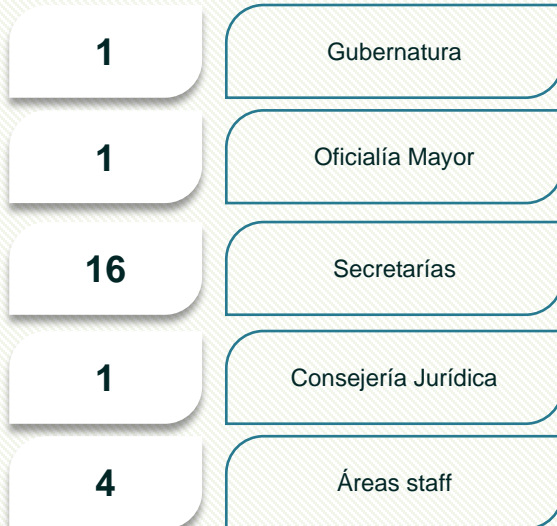 1
Gubernatura
1
Oficialía Mayor
16
Secretarías
1
Consejería Jurídica
4
Áreas staff